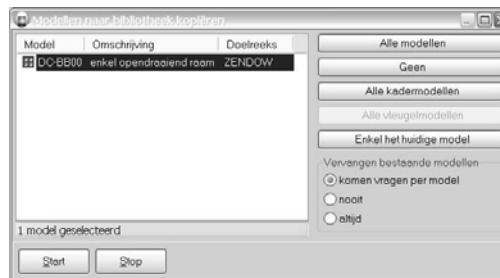 Modellen naar bibliotheek kopiëren
Model Omschrijving Doelreeks
DC-BB00 enkel opendraaiend raam ZENDOW
1 model geselecteerd
Start Stop
Alle modellen
Geen
Alle kadermodellen
Alle vleugelmodellen
Enkel het huidige model
Vervangen bestaande modellen
komen vragen per model
nooit
altijd